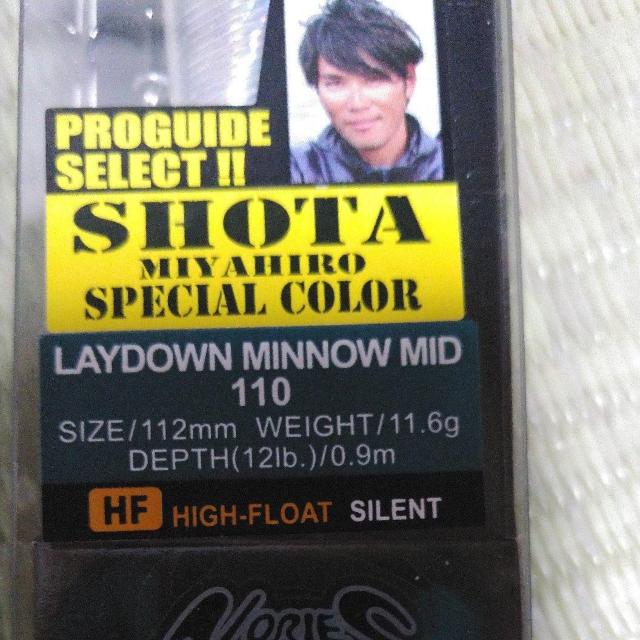 PROGUIDE
SELECT!!
SHOTA
MIYAHIRO
SPECIAL COLOR
LAYDOWN MINNOW MID
110
SIZE/112mm WEIGHT/11.6g
DEPTH(12lb.)/0.9m
HF HIGH-FLOAT SILENT
NORIES